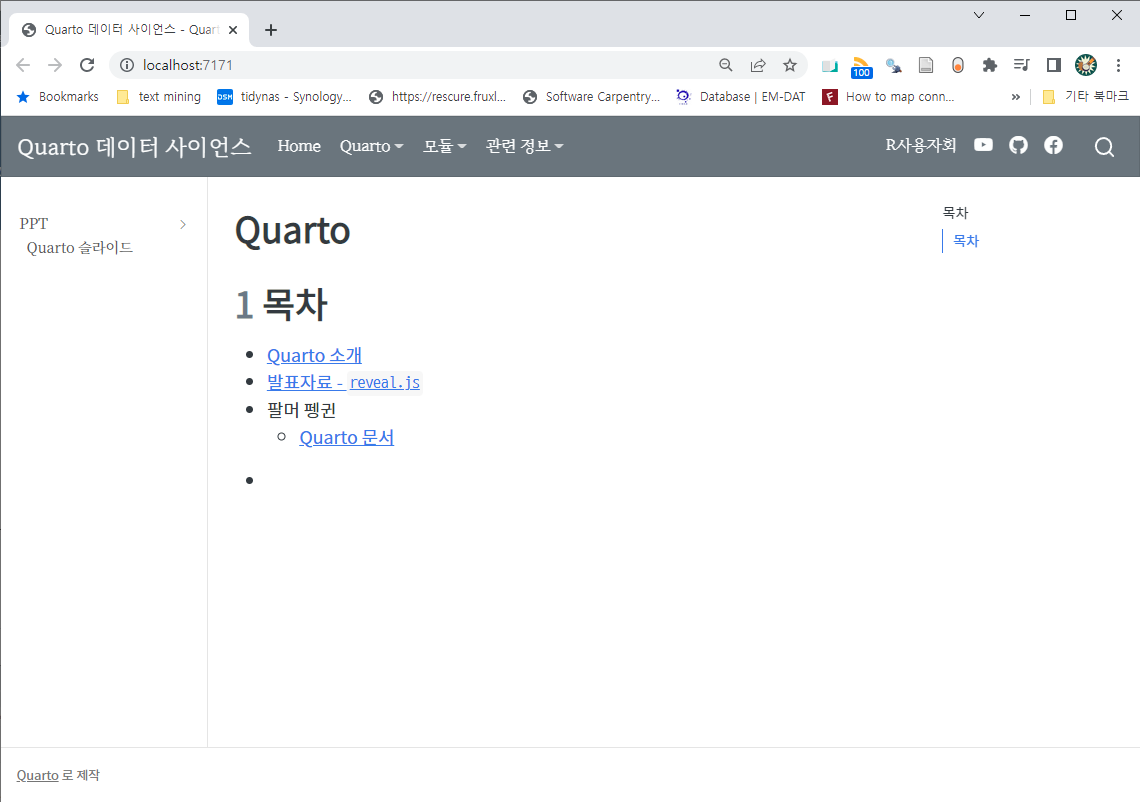 Quarto 데이터 사이언스 - Quart
localhost:7171
100
Bookmarks text mining DSM tidynas - Synology... https://rescure.fruxl... Software Carpentry... Database | EM-DAT F How to map conn... » 기타 북마크
Quarto 데이터 사이언스 Home Quarto 모듈 관련 정보 R사용자회
PPT
Quarto 슬라이드
Quarto
1 목차
Quarto 소개
발표자료 - reveal.js
팔머 펭귄
Quarto 문서
목차
목차
Quarto 로 제작